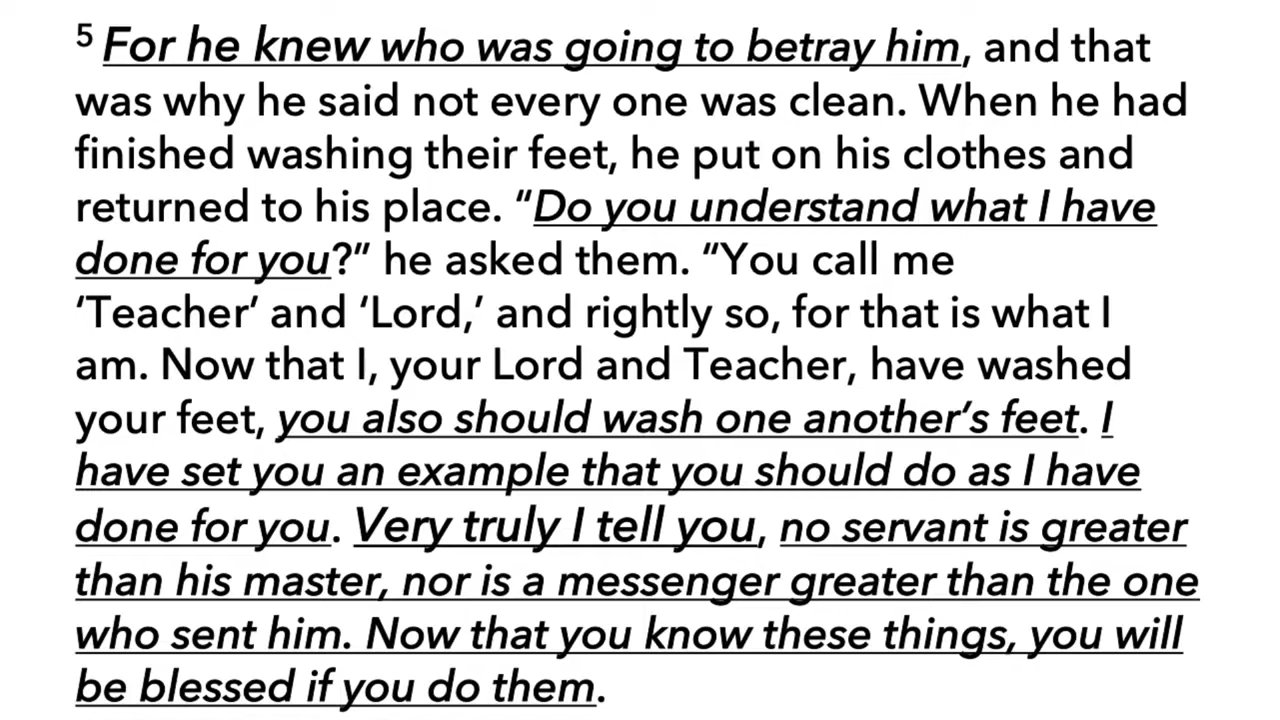 5 For he knew who was going to betray him, and that
was why he said not every one was clean. When he had
finished washing their feet, he put on his clothes and
returned to his place. “Do you understand what I have
done for you?” he asked them. “You call me
‘Teacher’ and ‘Lord,’ and rightly so, for that is what I
am. Now that I, your Lord and Teacher, have washed
your feet, you also should wash one another’s feet. I
have set you an example that you should do as I have
done for you. Very truly I tell you, no servant is greater
than his master, nor is a messenger greater than the one
who sent him. Now that you know these things, you will
be blessed if you do them.